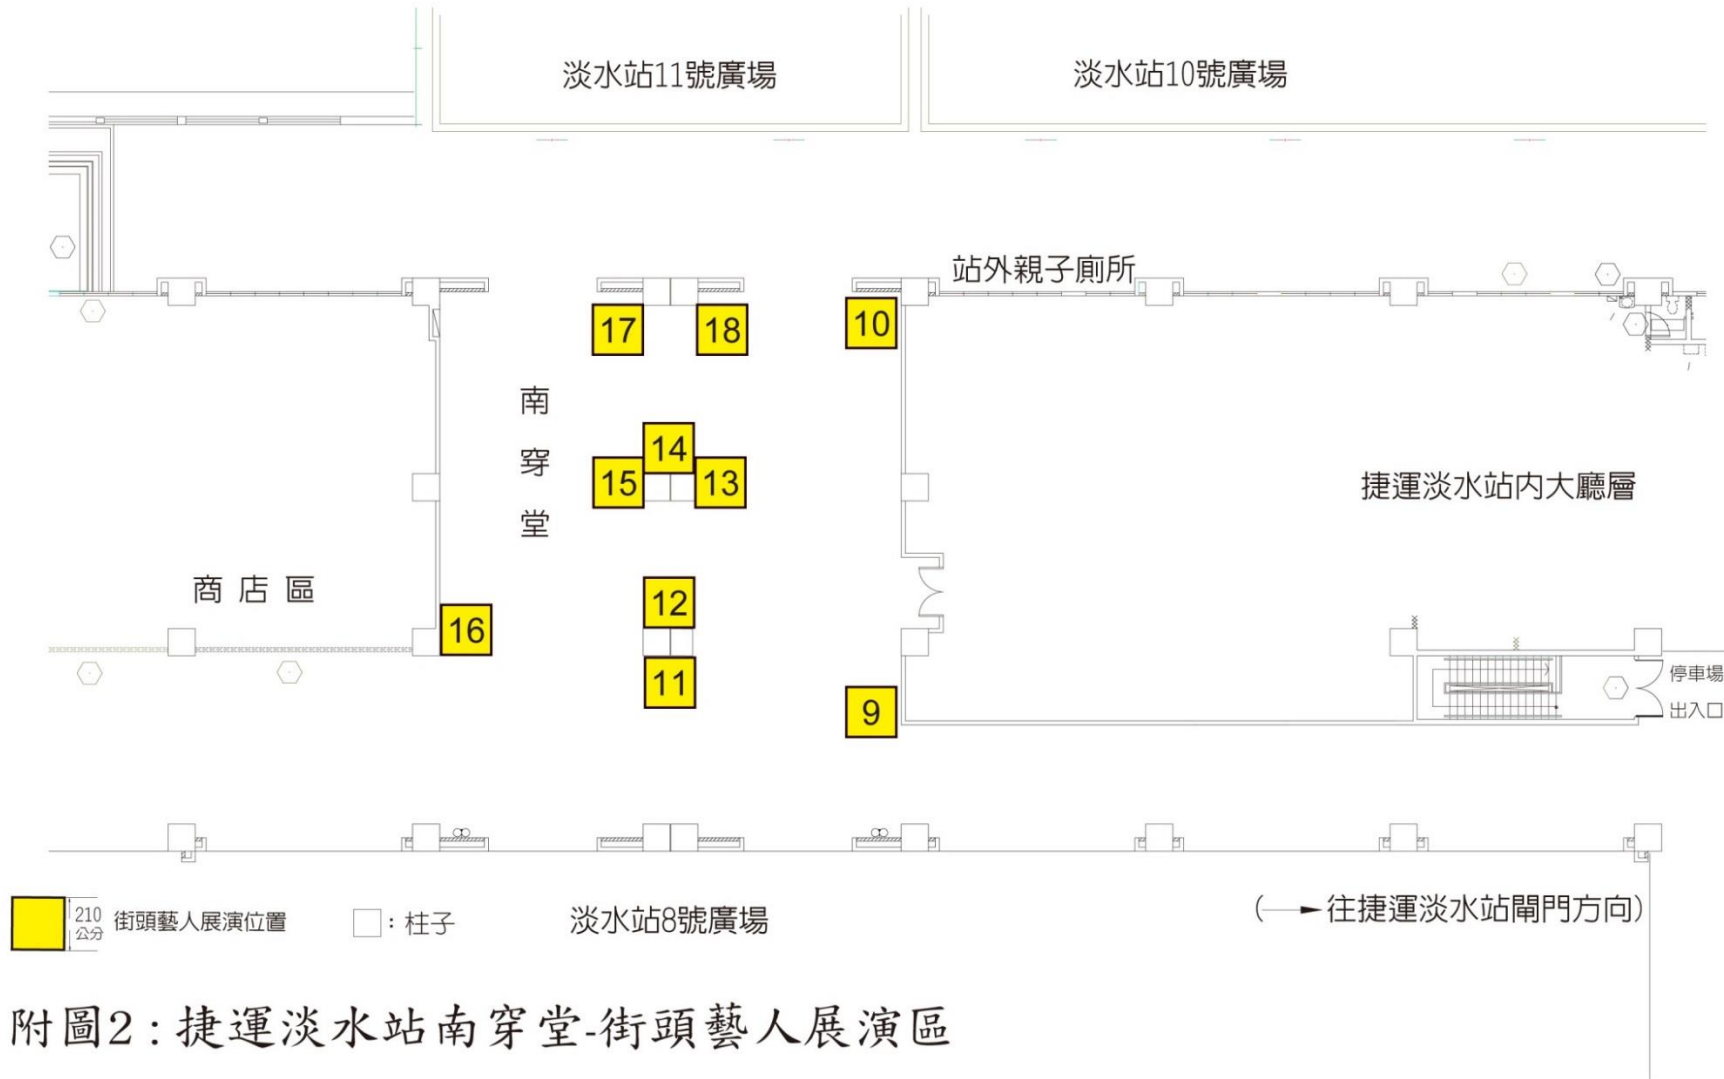 淡水站11號廣場
淡水站10號廣場
站外親子廁所
17
18
10
南穿堂
14
15
13
捷運淡水站内大廳層
商店區
12
16
11
9
停車場
出入口
210
公分
街頭藝人展演位置
：柱子
淡水站8號廣場
(→往捷運淡水站閘門方向)
附圖2：捷運淡水站南穿堂-街頭藝人展演區